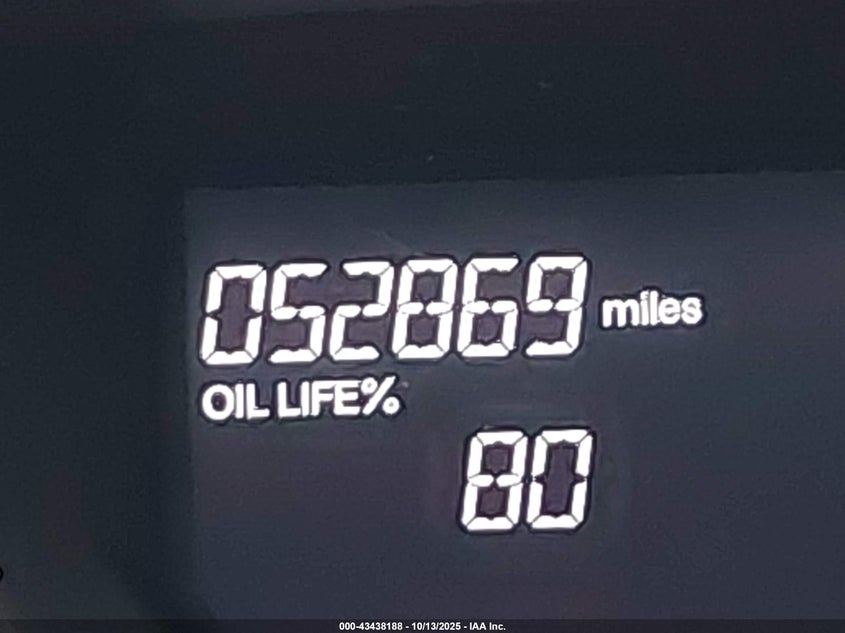 052869 miles
OIL LIFE%
80
000-43438188 - 10/13/2025 - IAA Inc.